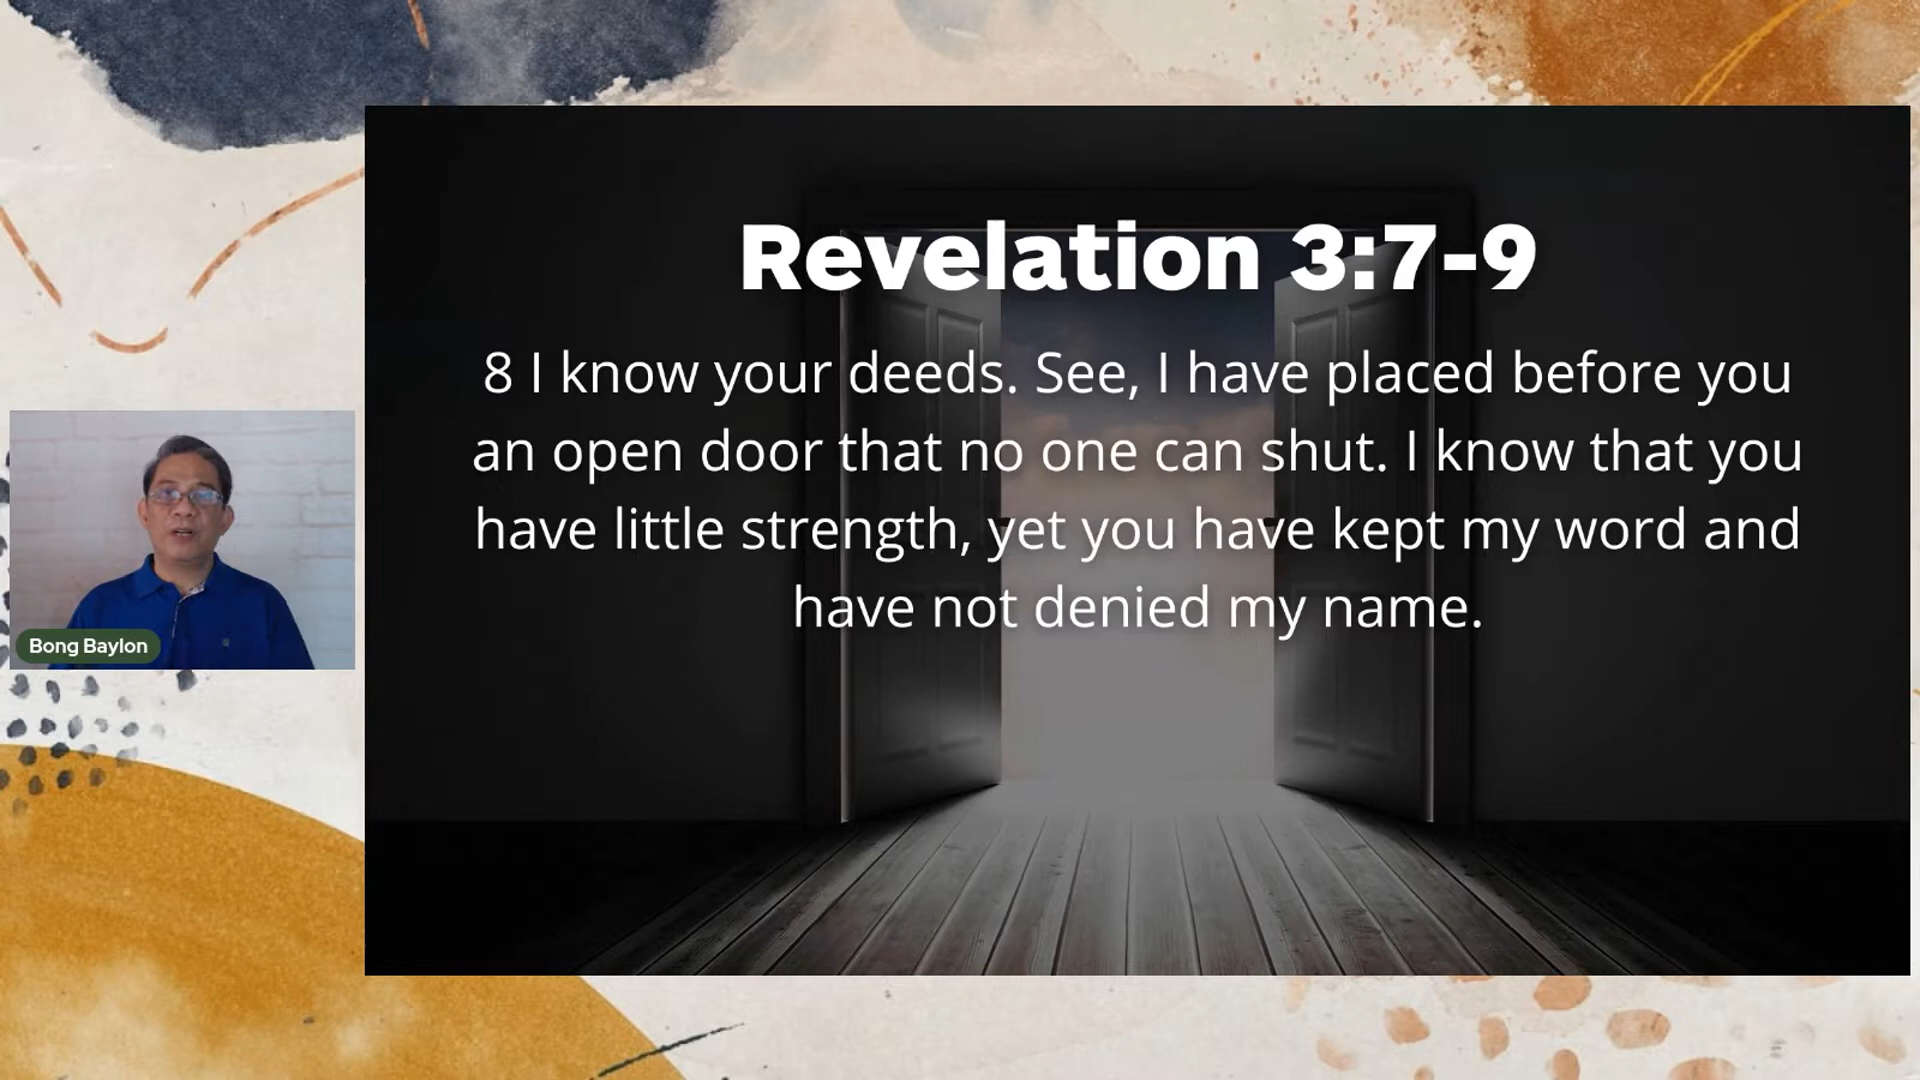 Revelation 3:7-9
8 I know your deeds. See, I have placed before you
an open door that no one can shut. I know that you
have little strength, yet you have kept my word and
have not denied my name.
Bong Baylon